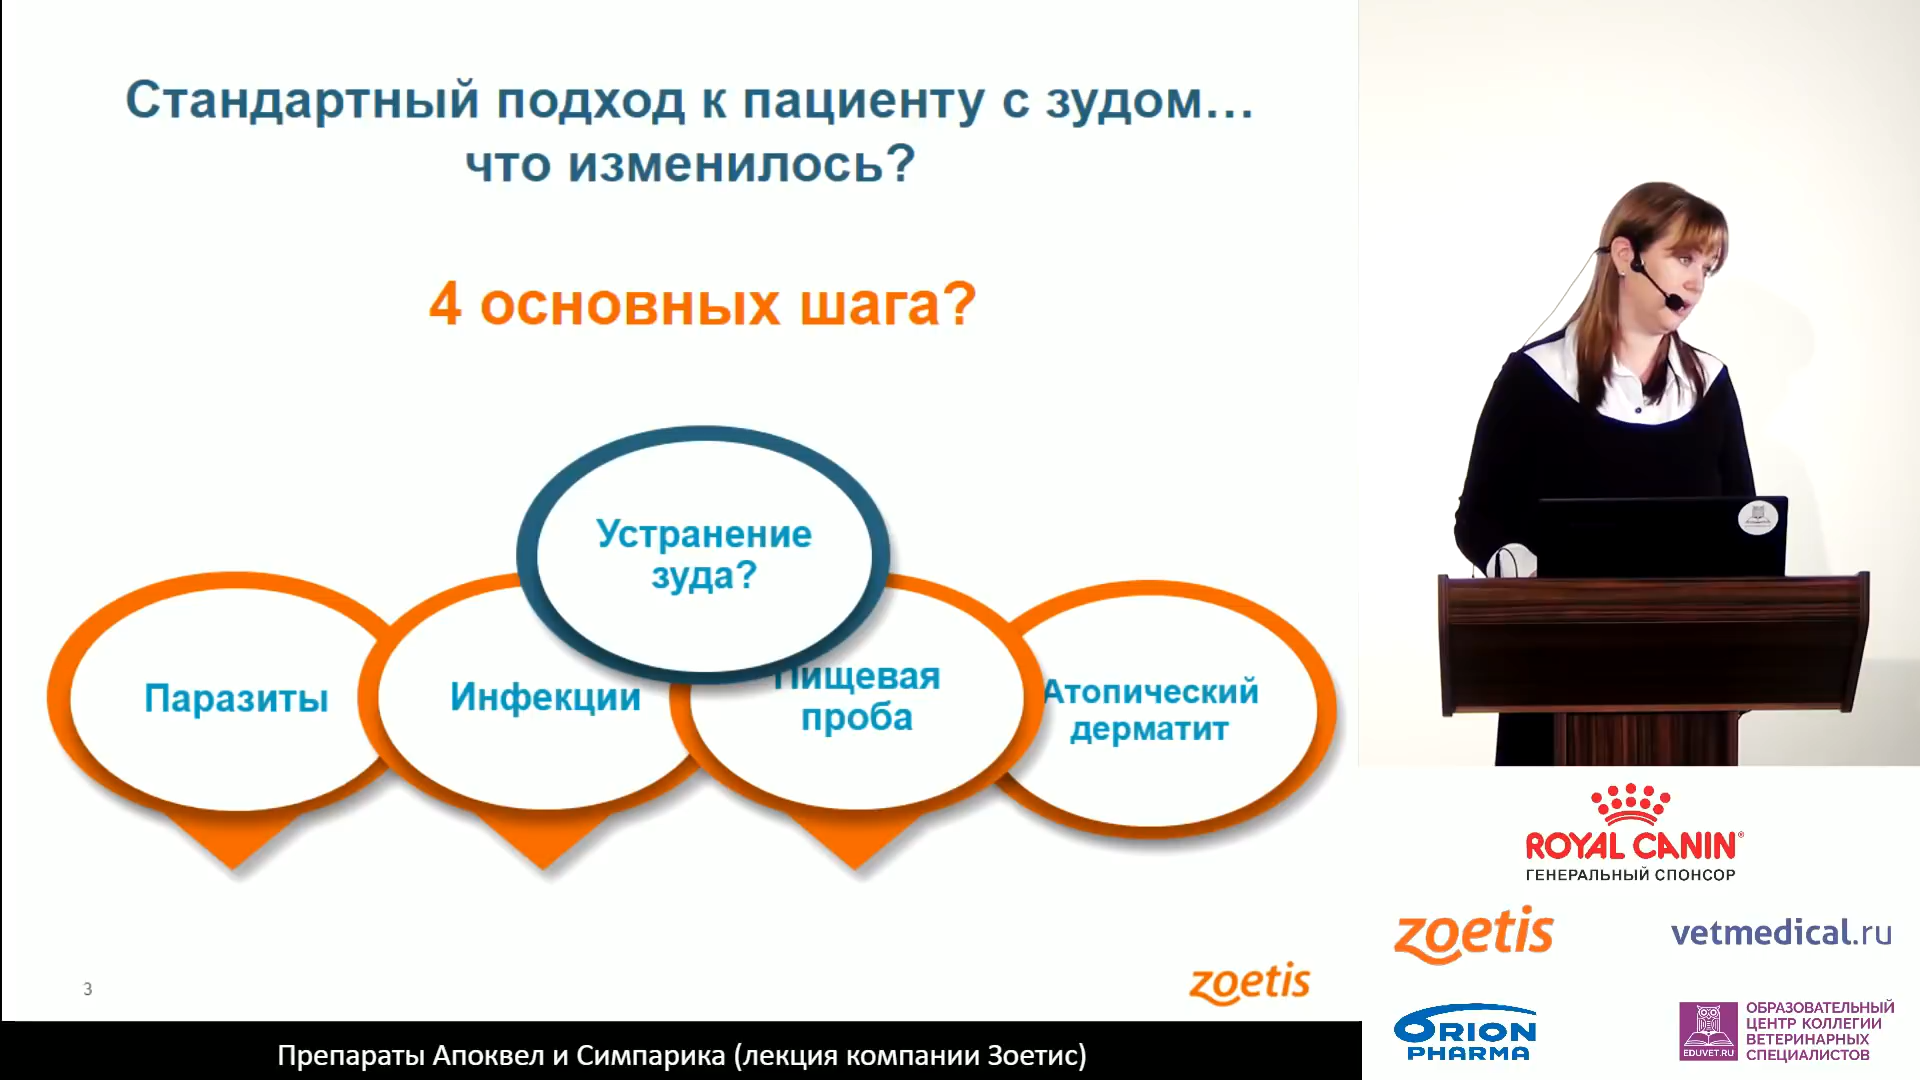 Стандартный подход к пациенту с зудом...
что изменилось?
4 основных шага?
Устранение
зуда?
Паразиты
Инфекции
Пищевая
проба
Атопический
дерматит
3
zoetis
Препараты Апоквел и Симпарика (лекция компании Зоетис)
ROYAL CANIN
ГЕНЕРАЛЬНЫЙ СПОНСОР
zoetis
vetmedical.ru
ORION
PHARMA
EDUVET.RU
ОБРАЗОВАТЕЛЬНЫЙ
ЦЕНТР КОЛЛЕГИИ
ВЕТЕРИНАРНЫХ
СПЕЦИАЛИСТОВ